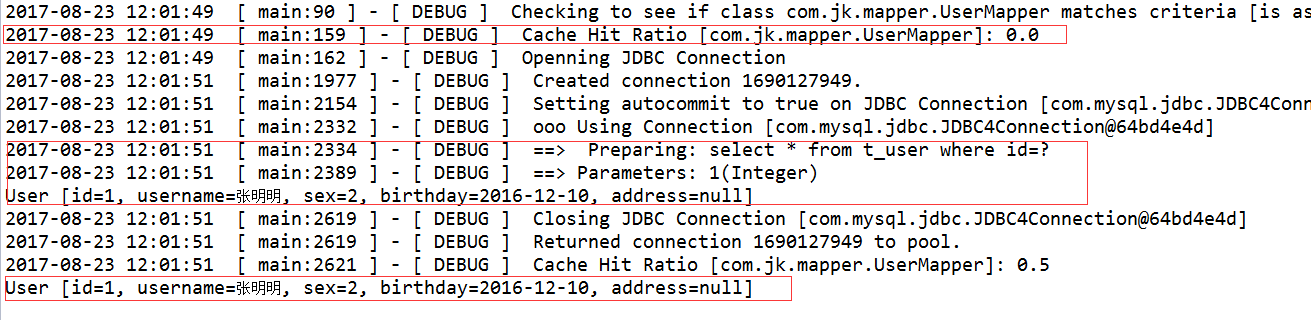 2017-08-23 12:01:49 [ main:90 ] - [ DEBUG ] Checking to see if class com.jk.mapper.UserMapper matches criteria [is as
2017-08-23 12:01:49 [ main:159 ] - [ DEBUG ] Cache Hit Ratio [com.jk.mapper.UserMapper]: 0.0
2017-08-23 12:01:49 [ main:162 ] - [ DEBUG ] Openning JDBC Connection
2017-08-23 12:01:51 [ main:1977 ] - [ DEBUG ] Created connection 1690127949.
2017-08-23 12:01:51 [ main:2154 ] - [ DEBUG ] Setting autocommit to true on JDBC Connection [com.mysql.jdbc.JDBC4Conn
2017-08-23 12:01:51 [ main:2332 ] - [ DEBUG ] ooo Using Connection [com.mysql.jdbc.JDBC4Connection@64bd4e4d]
2017-08-23 12:01:51 [ main:2334 ] - [ DEBUG ] ==> Preparing: select * from t_user where id=?
2017-08-23 12:01:51 [ main:2389 ] - [ DEBUG ] ==> Parameters: 1(Integer)
User [id=1, username=张明明, sex=2, birthday=2016-12-10, address=null]
2017-08-23 12:01:51 [ main:2619 ] - [ DEBUG ] Closing JDBC Connection [com.mysql.jdbc.JDBC4Connection@64bd4e4d]
2017-08-23 12:01:51 [ main:2619 ] - [ DEBUG ] Returned connection 1690127949 to pool.
2017-08-23 12:01:51 [ main:2621 ] - [ DEBUG ] Cache Hit Ratio [com.jk.mapper.UserMapper]: 0.5
User [id=1, username=张明明, sex=2, birthday=2016-12-10, address=null]